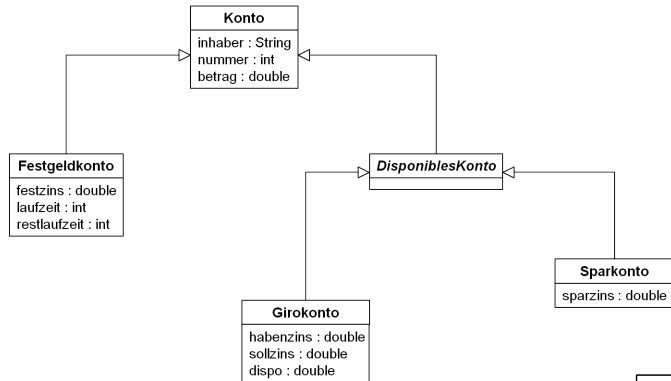 Konto
inhaber : String
nummer : int
betrag : double
Festgeldkonto
festzins : double
laufzeit : int
restlaufzeit : int
DisponiblesKonto
Sparkonto
sparzins : double
Girokonto
habenzins : double
sollzins : double
dispo : double